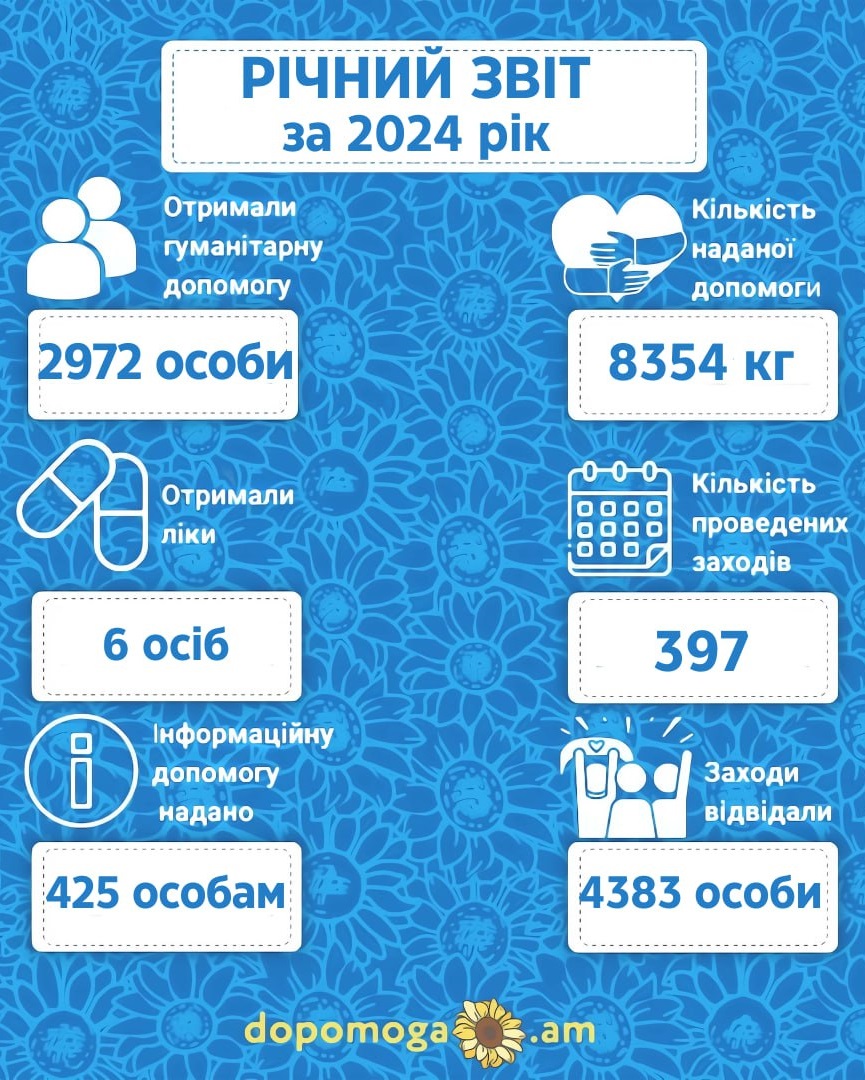 РІЧНИЙ ЗВІТ
за 2024 рік
Отримали
гуманітарну
допомогу
2972 особи
Кількість
наданої
допомоги
8354 кг
Отримали
ліки
6 осіб
Кількість
проведених
заходів
397
Інформаційну
допомогу
надано
425 особам
Заходи
відвідали
4383 особи
dopomoga.am